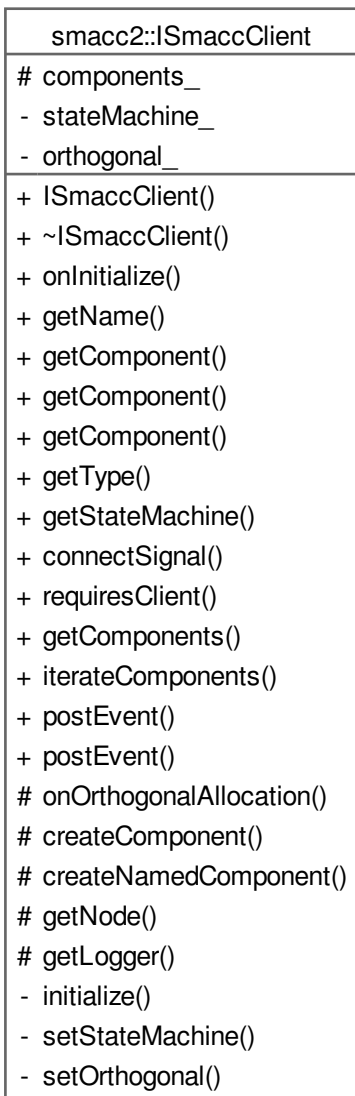 smacc2::ISmaccClient
# components_
- stateMachine_
- orthogonal_
+ ISmaccClient()
+ ~ISmaccClient()
+ onInitialize()
+ getName()
+ getComponent()
+ getComponent()
+ getComponent()
+ getType()
+ getStateMachine()
+ connectSignal()
+ requiresClient()
+ getComponents()
+ iterateComponents()
+ postEvent()
+ postEvent()
# onOrthogonalAllocation()
# createComponent()
# createNamedComponent()
# getNode()
# getLogger()
- initialize()
- setStateMachine()
- setOrthogonal()